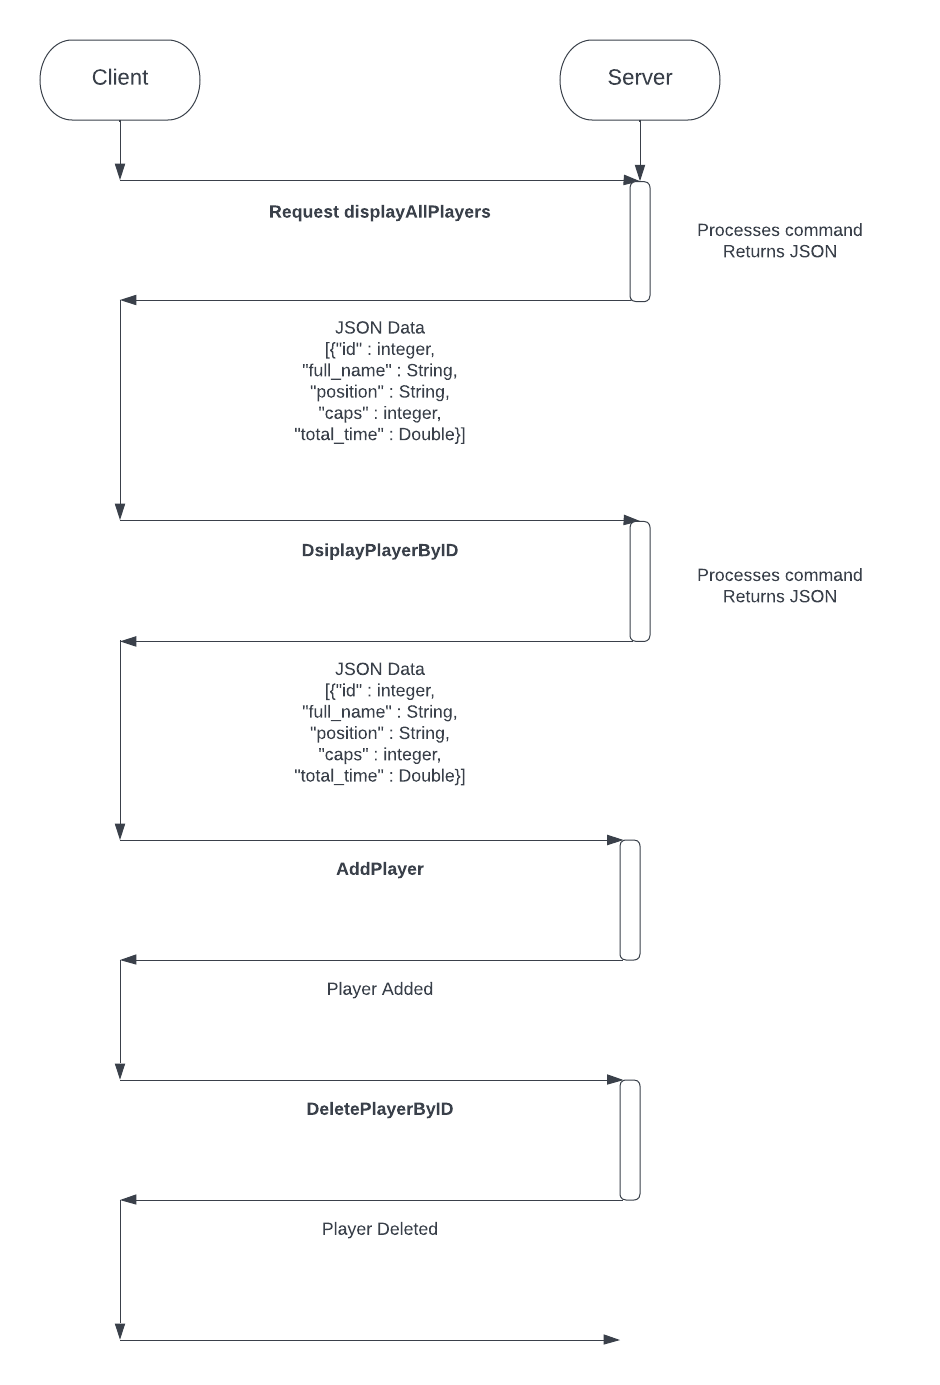 Client
Server
Request displayAllPlayers
Processes command
Returns JSON
JSON Data
[{"id" : integer,
"full_name" : String,
"position" : String,
"caps" : integer,
"total_time" : Double}]
DsiplayPlayerByID
Processes command
Returns JSON
JSON Data
[{"id" : integer,
"full_name" : String,
"position" : String,
"caps" : integer,
"total_time" : Double}]
AddPlayer
Player Added
DeletePlayerByID
Player Deleted